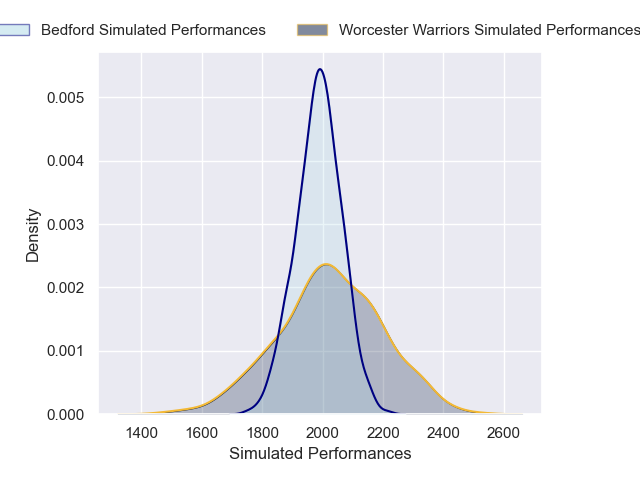 Bedford Simulated Performances Worcester Warriors Simulated Performances
0.005
0.004
0.003
0.002
0.001
0.000
Density
1400 1600 1800 2000 2200 2400 2600
Simulated Performances